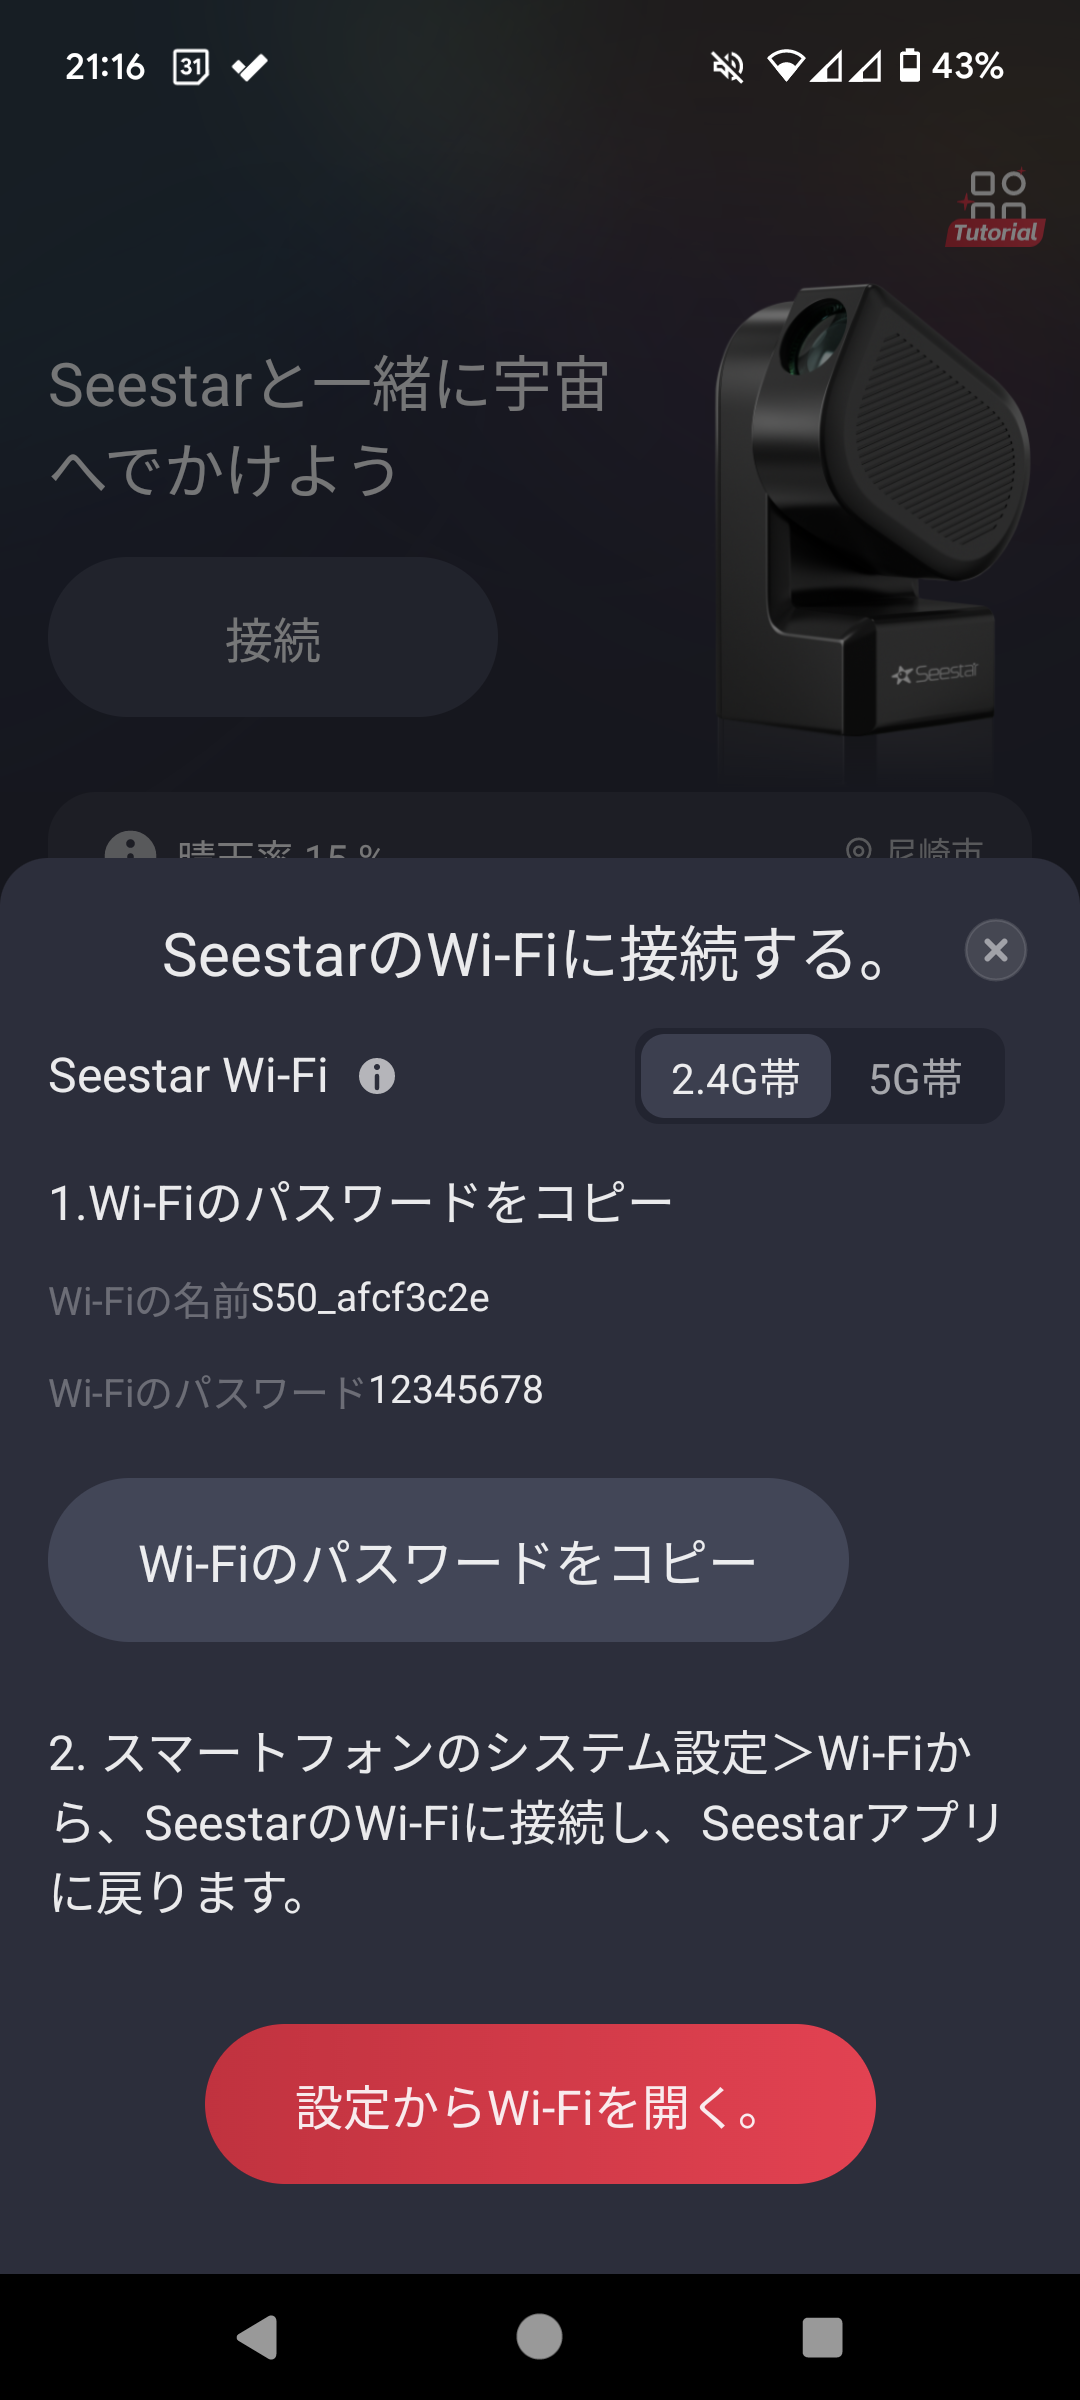 21:16 31 43%
Tutorial
Seestarと一緒に宇宙
へでかけよう
接続
Seestar
晴天率 15 % 尼崎市
SeestarのWi-Fiに接続する。
Seestar Wi-Fi 2.4G帯 5G帯
1.Wi-Fiのパスワードをコピー
Wi-Fiの名前S50_afcf3c2e
Wi-Fiのパスワード12345678
Wi-Fiのパスワードをコピー
2. スマートフォンのシステム設定＞Wi-Fiか
ら、SeestarのWi-Fiに接続し、Seestarアプリ
に戻ります。
設定からWi-Fiを開く。